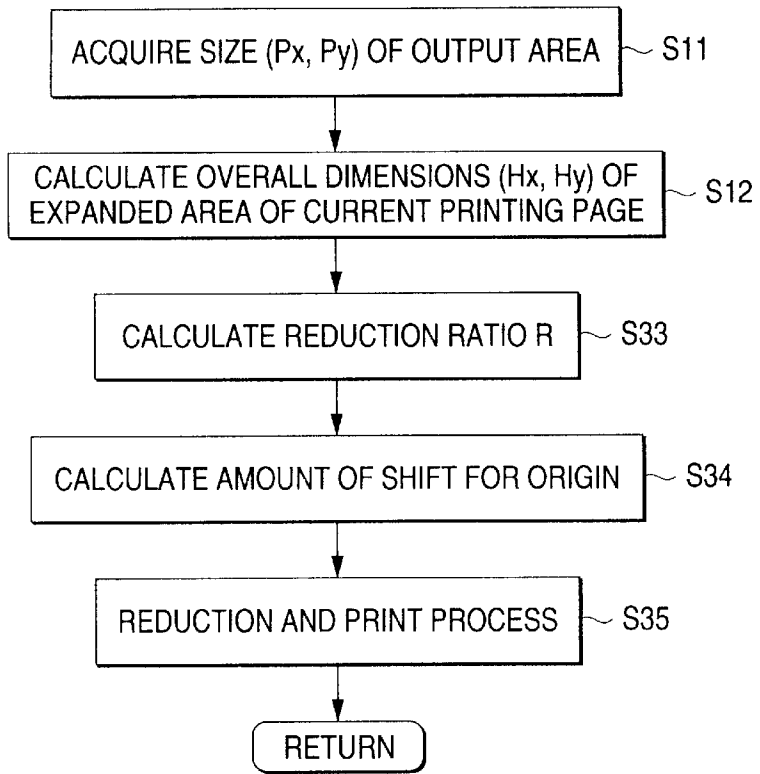 ACQUIRE SIZE (Px, Py) OF OUTPUT AREA
S11
CALCULATE OVERALL DIMENSIONS (Hx, Hy) OF
EXPANDED AREA OF CURRENT PRINTING PAGE
S12
CALCULATE REDUCTION RATIO R
S33
CALCULATE AMOUNT OF SHIFT FOR ORIGIN
S34
REDUCTION AND PRINT PROCESS
S35
RETURN